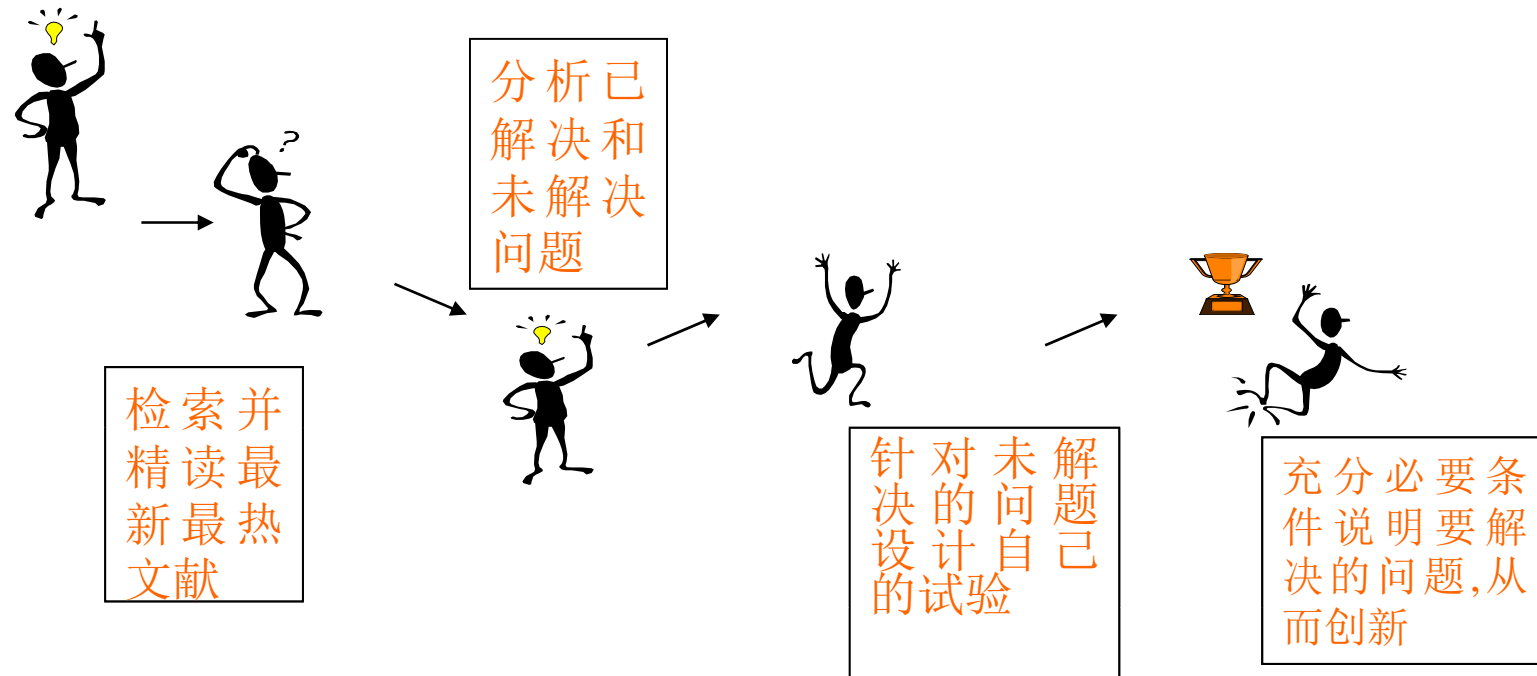 检索并
精读最
新最热
文献
分析已
解决和
未解决
问题
针对未解
决的问题
设计自己
的试验
充分必要条
件说明要解
决的问题,从
而创新